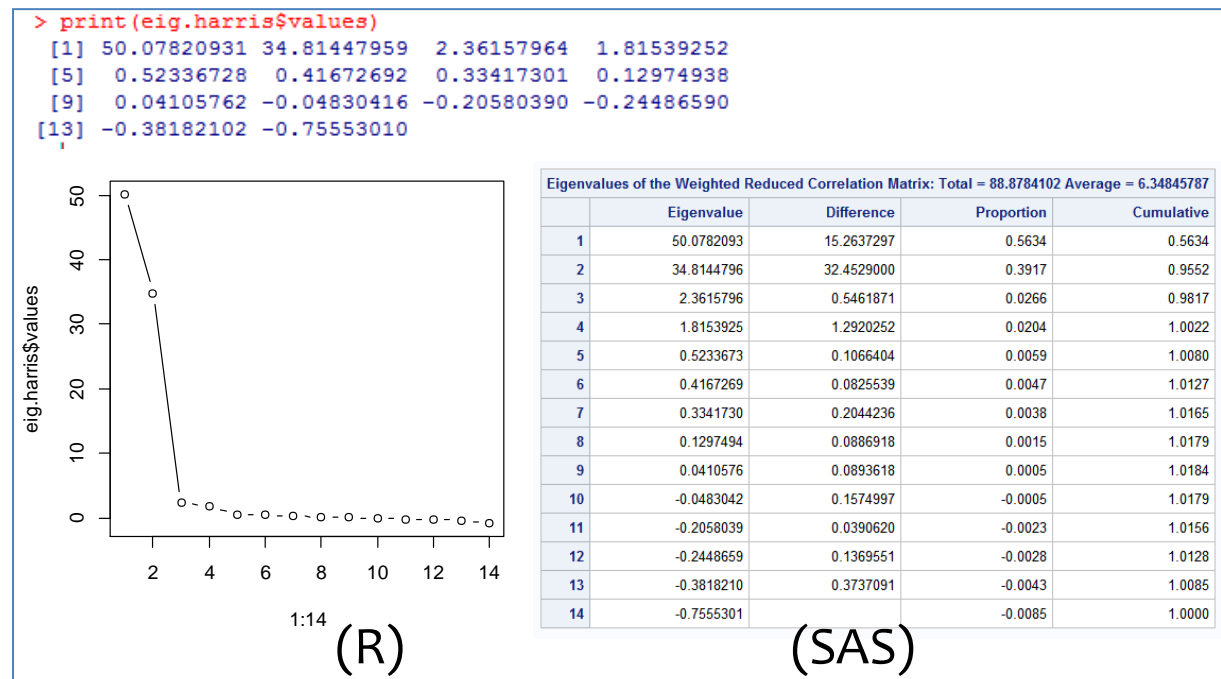 > print(eig.harris$values)
[1] 50.07820931 34.81447959 2.36157964 1.81539252
[5] 0.52336728 0.41672692 0.33417301 0.12974938
[9] 0.04105762 -0.04830416 -0.20580390 -0.24486590
[13] -0.38182102 -0.75553010
eig.harris$values
50
40
30
20
10
0
2 4 6 8 10 12 14
1:14
(R)
Eigenvalues of the Weighted Reduced Correlation Matrix: Total = 88.8784102 Average = 6.34845787
Eigenvalue Difference Proportion Cumulative
1 50.0782093 15.2637297 0.5634 0.5634
2 34.8144796 32.4529000 0.3917 0.9552
3 2.3615796 0.5461871 0.0266 0.9817
4 1.8153925 1.2920252 0.0204 1.0022
5 0.5233673 0.1066404 0.0059 1.0080
6 0.4167269 0.0825539 0.0047 1.0127
7 0.3341730 0.2044236 0.0038 1.0165
8 0.1297494 0.0886918 0.0015 1.0179
9 0.0410576 0.0893618 0.0005 1.0184
10 -0.0483042 0.1574997 -0.0005 1.0179
11 -0.2058039 0.0390620 -0.0023 1.0156
12 -0.2448659 0.1369551 -0.0028 1.0128
13 -0.3818210 0.3737091 -0.0043 1.0085
14 -0.7555301 -0.0085 1.0000
(SAS)